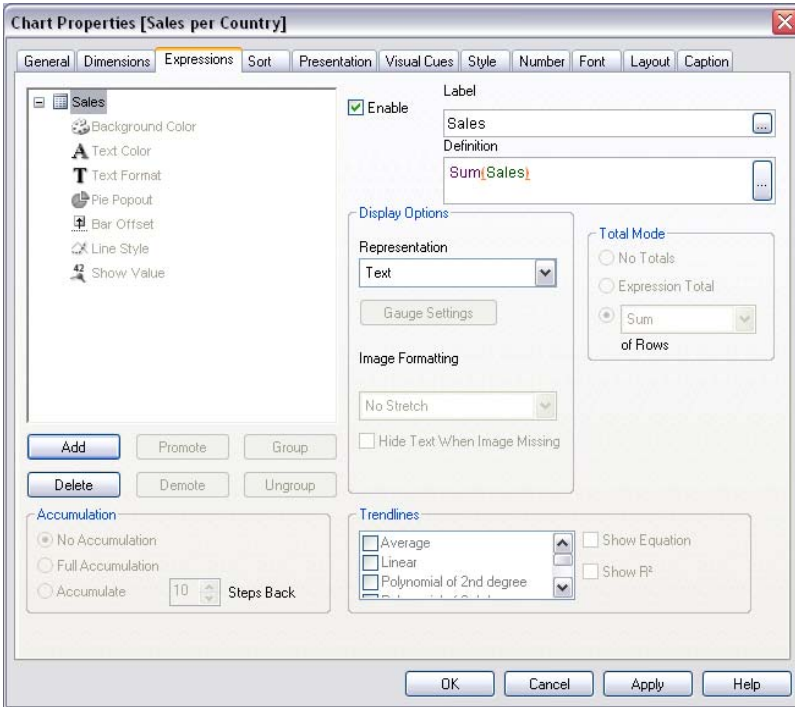 Chart Properties [Sales per Country]
General Dimensions Expressions Sort Presentation Visual Cues Style Number Font Layout Caption
Sales
Background Color
Text Color
Text Format
Pie Popout
Bar Offset
Line Style
42 Show Value
Enable
Label
Sales
...
Definition
Sum(Sales)
...
Display Options
Representation
Text
Gauge Settings
Image Formatting
No Stretch
Hide Text When Image Missing
Total Mode
No Totals
Expression Total
Sum
of Rows
Add Promote Group
Delete Demote Ungroup
Accumulation
No Accumulation
Full Accumulation
Accumulate 10 Steps Back
Trendlines
Average
Linear
Polynomial of 2nd degree
Show Equation
Show R²
OK Cancel Apply Help